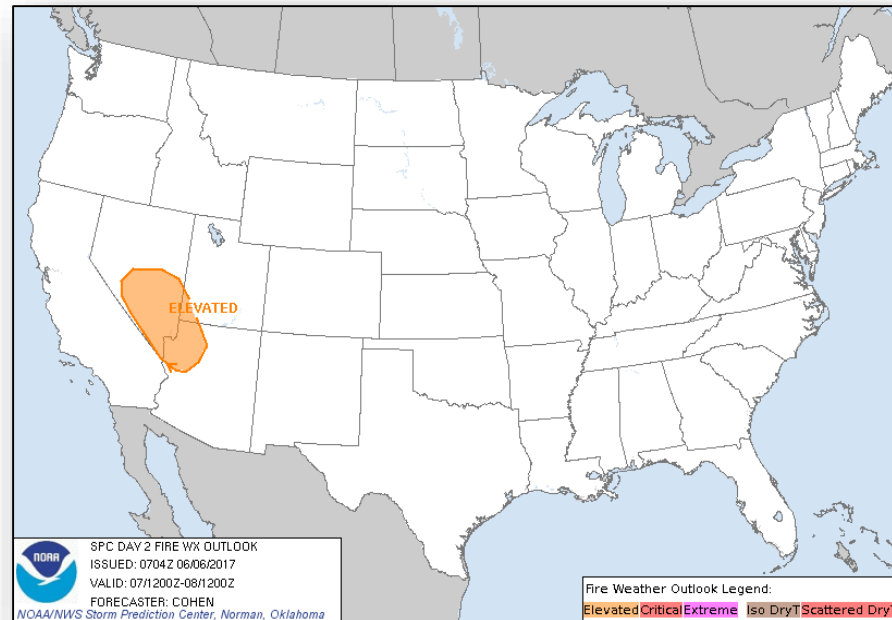 ELEVATED
NOAA
SPC DAY 2 FIRE WX OUTLOOK
ISSUED: 0704Z 06/06/2017
VALID: 07/1200Z-08/1200Z
FORECASTER: COHEN
NOAA/NWS Storm Prediction Center, Norman, Oklahoma
Fire Weather Outlook Legend:
Elevated Critical Extreme Iso DryT Scattered DryT